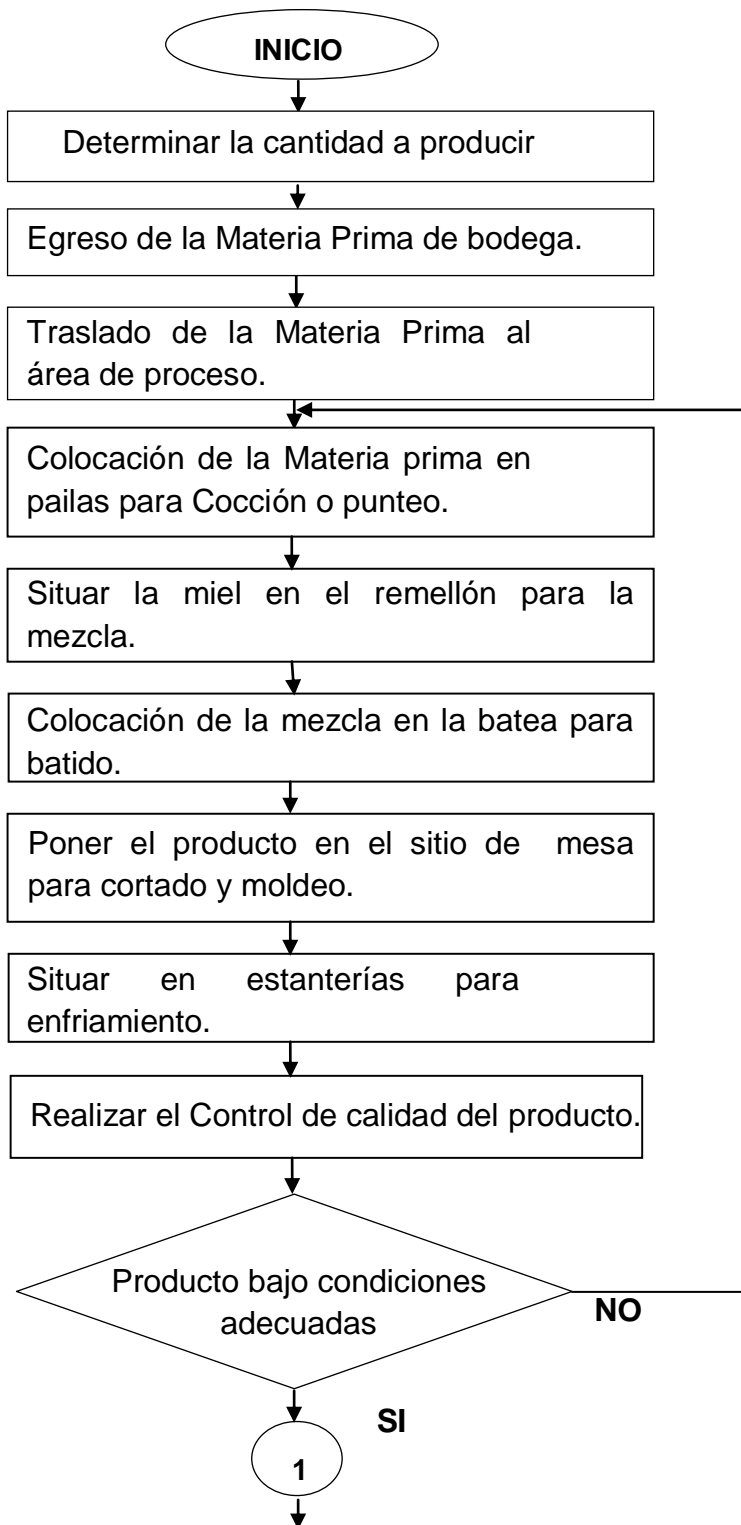 INICIO
Determinar la cantidad a producir
Egreso de la Materia Prima de bodega.
Traslado de la Materia Prima al
área de proceso.
Colocación de la Materia prima en
pailas para Cocción o punteo.
Situar la miel en el remellón para la
mezcla.
Colocación de la mezcla en la batea para
batido.
Poner el producto en el sitio de mesa
para cortado y moldeo.
Situar en estanterías para
enfriamiento.
Realizar el Control de calidad del producto.
Producto bajo condiciones
adecuadas
NO
SI
1